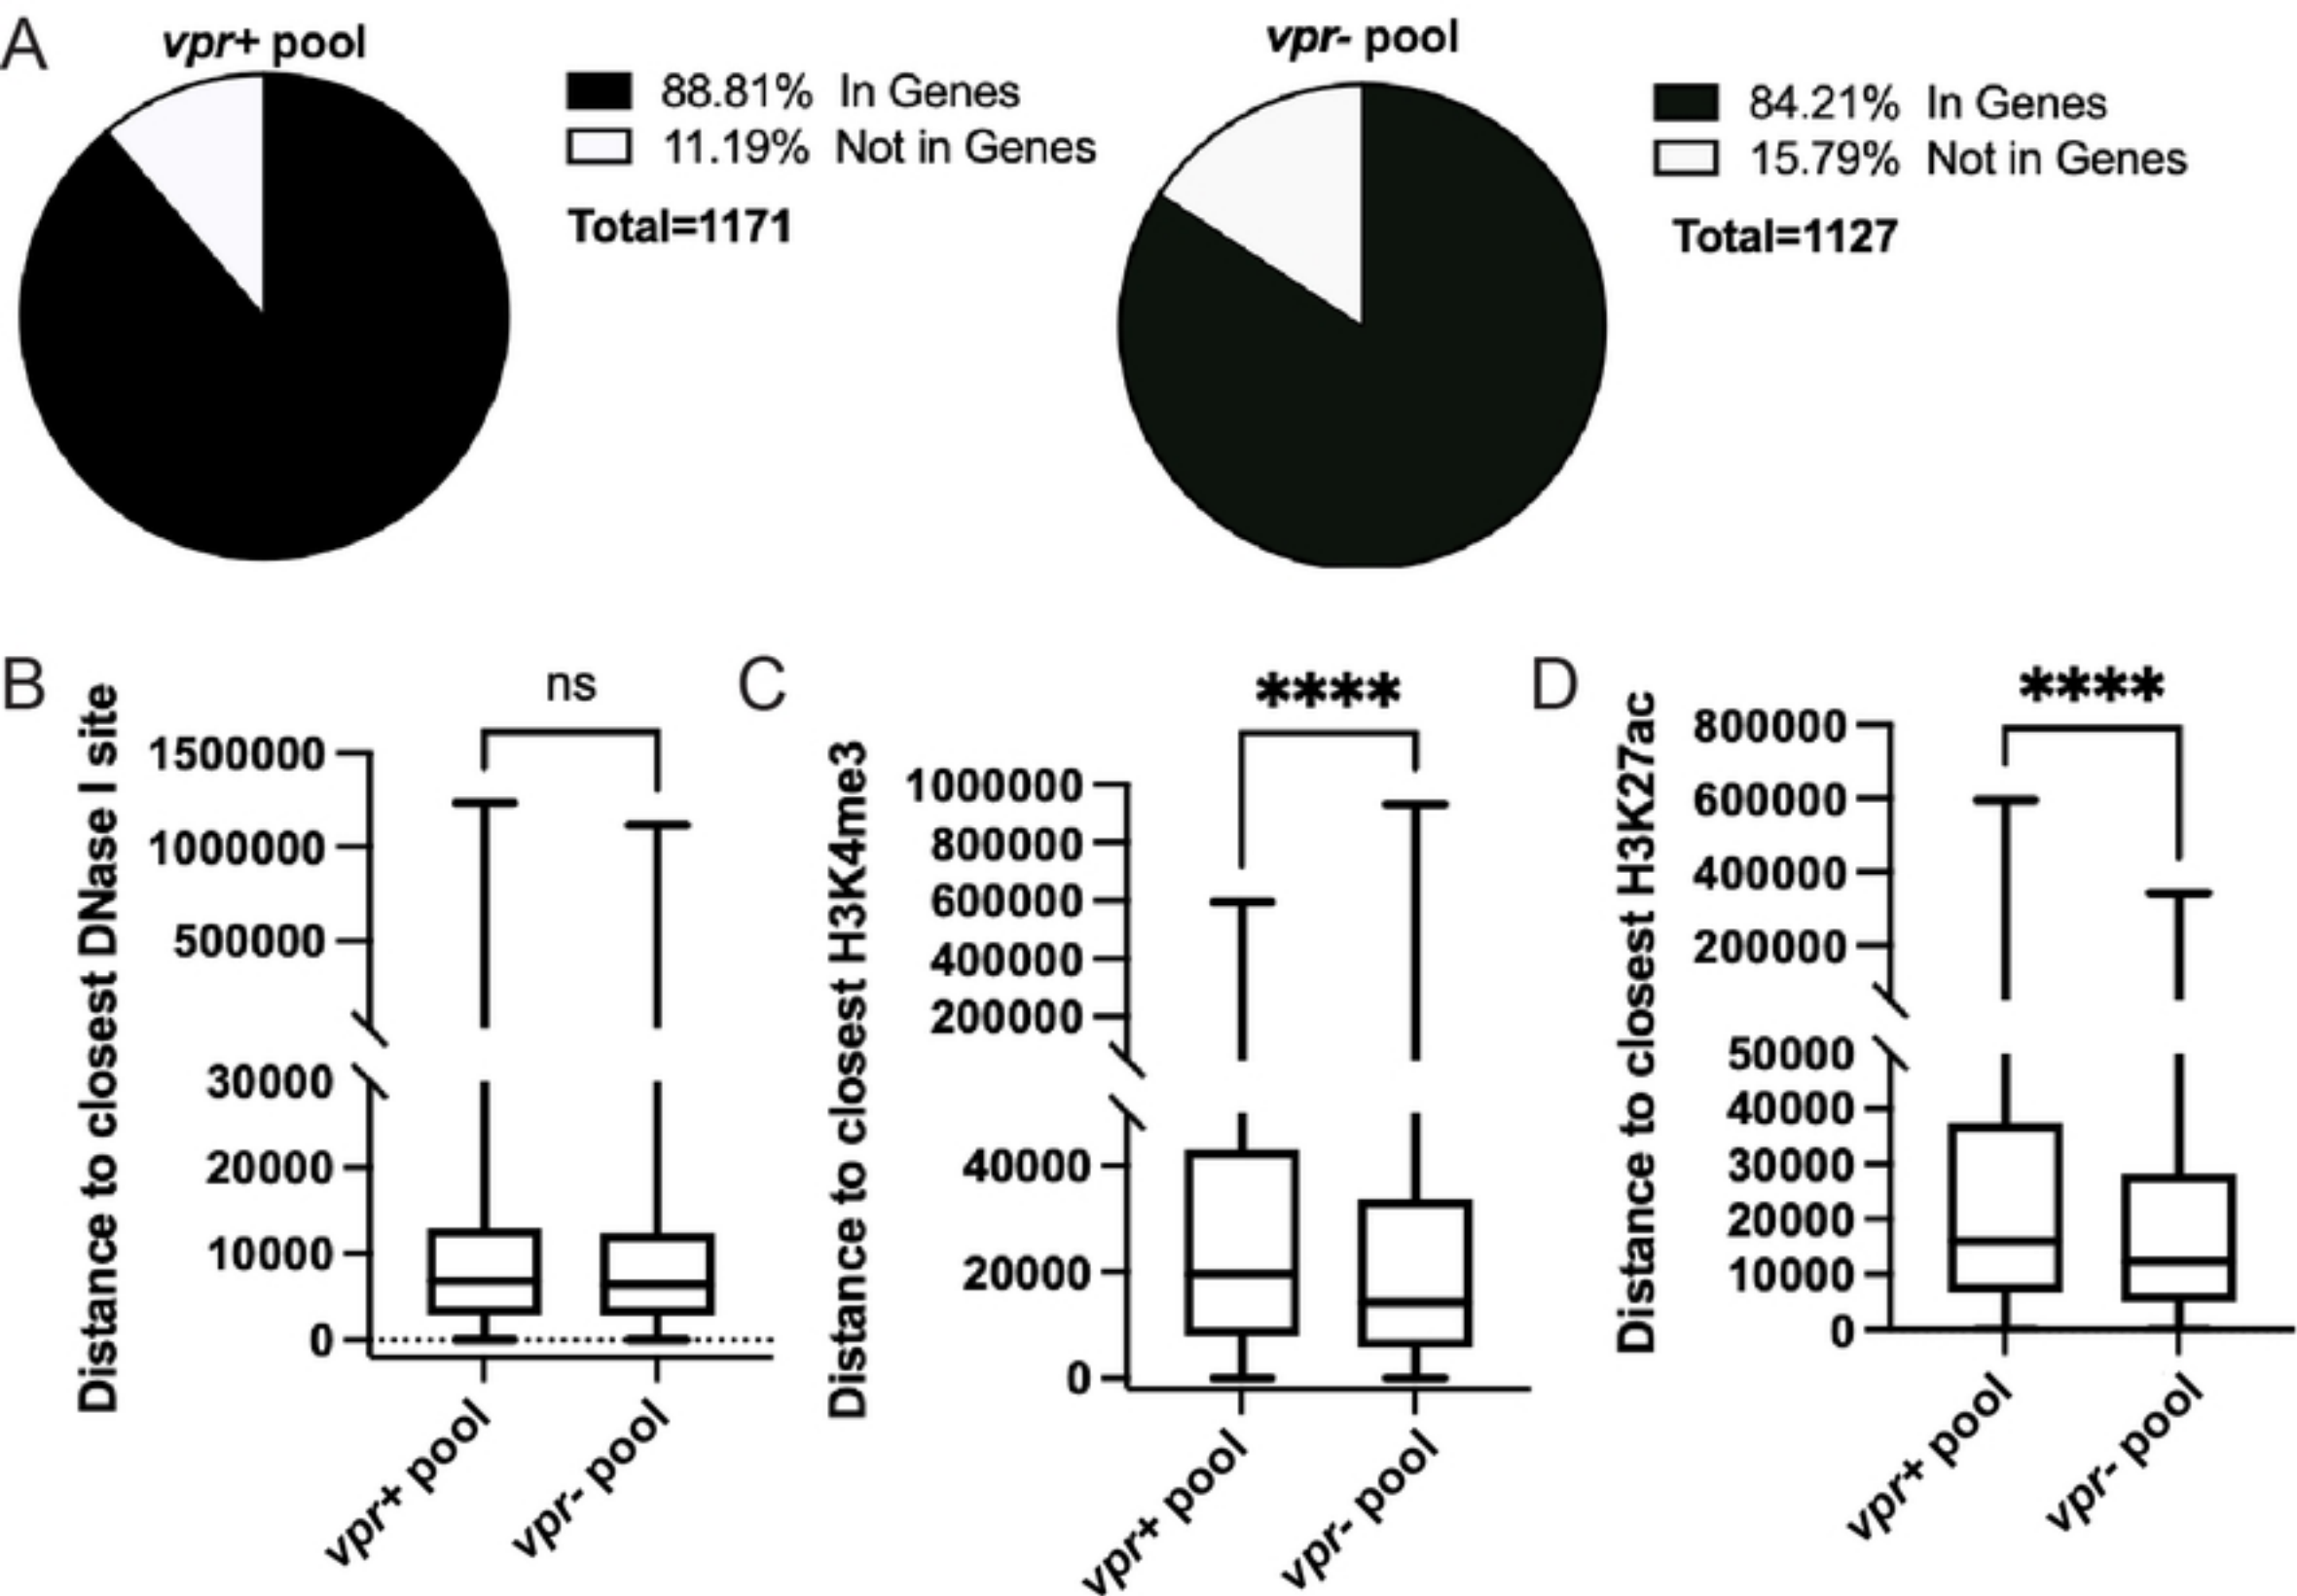 A
vpr+ pool
88.81% In Genes
11.19% Not in Genes
Total=1171
vpr- pool
84.21% In Genes
15.79% Not in Genes
Total=1127
B
Distance to closest DNase I site
ns
1500000
1000000
500000
30000
20000
10000
0
vpr+ pool
vpr- pool
C
Distance to closest H3K4me3
****
1000000
800000
600000
400000
200000
40000
20000
0
vpr+ pool
vpr- pool
D
Distance to closest H3K27ac
****
800000
600000
400000
200000
50000
40000
30000
20000
10000
0
vpr+ pool
vpr- pool